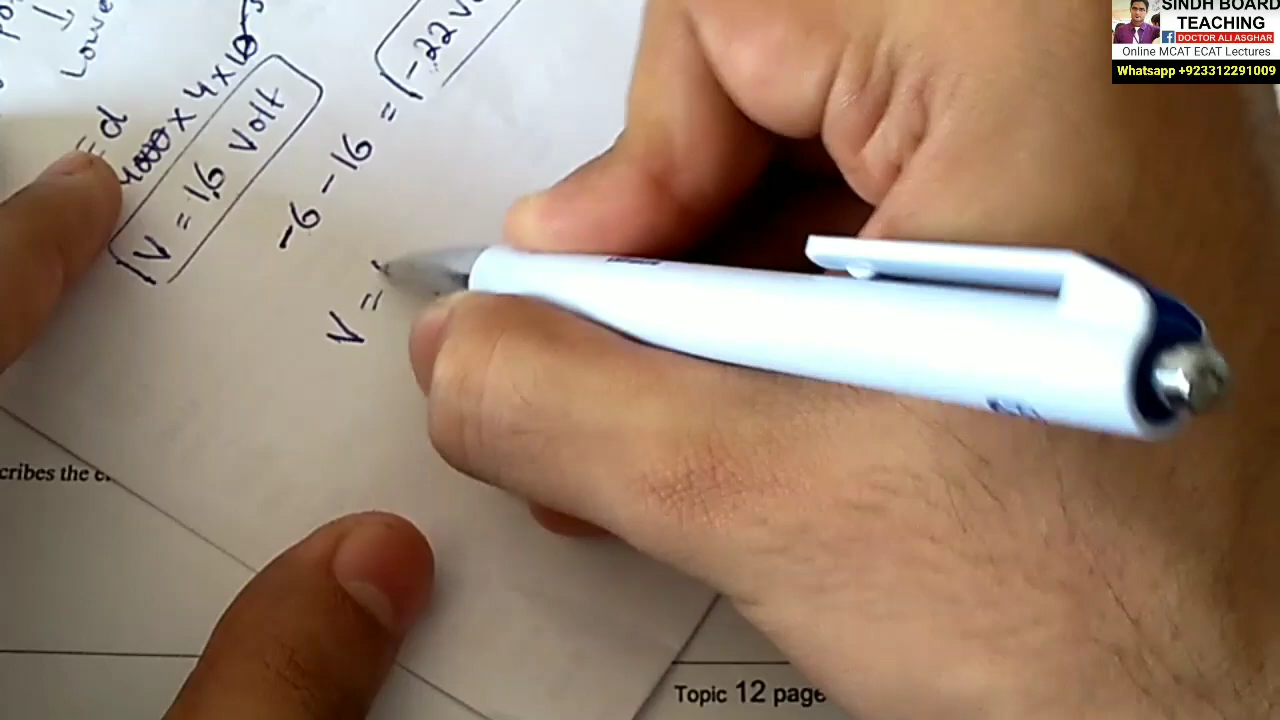 SINDH BOARD
TEACHING
DOCTOR ALI ASGHAR
Online MCAT ECAT Lectures
Whatsapp +923312291009
Lowe
= d
4000 × 4 × 10
V = 16 Volt
-6 - 16 = -22 V
V =
cribes the
Topic 12 page